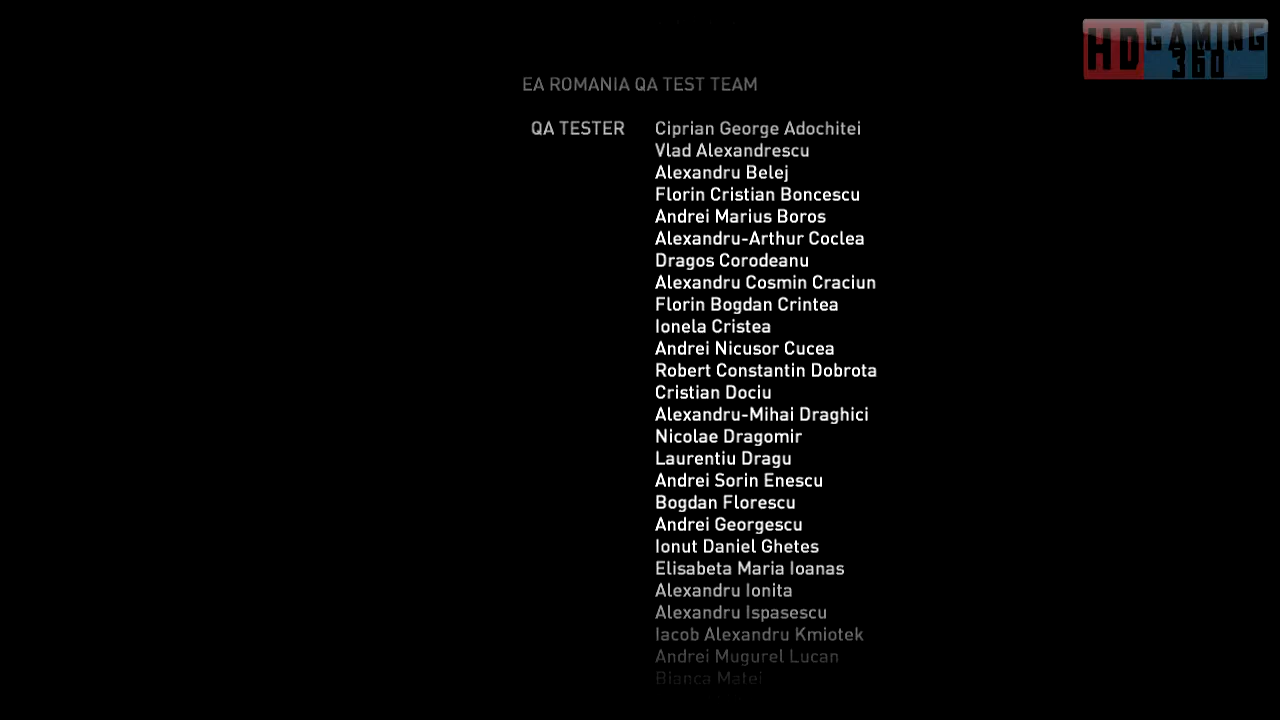 HD GAMING 360
EA ROMANIA QA TEST TEAM
QA TESTER Ciprian George Adochitei
Vlad Alexandrescu
Alexandru Belej
Florin Cristian Boncescu
Andrei Marius Boros
Alexandru-Arthur Coclea
Dragos Corodeanu
Alexandru Cosmin Craciun
Florin Bogdan Crintea
Ionela Cristea
Andrei Nicusor Cucea
Robert Constantin Dobrota
Cristian Dociu
Alexandru-Mihai Draghici
Nicolae Dragomir
Laurentiu Dragu
Andrei Sorin Enescu
Bogdan Florescu
Andrei Georgescu
Ionut Daniel Ghetes
Elisabeta Maria Ioanas
Alexandru Ionita
Alexandru Ispasescu
Iacob Alexandru Kmiotek
Andrei Mugurel Lucan
Bianca Matei